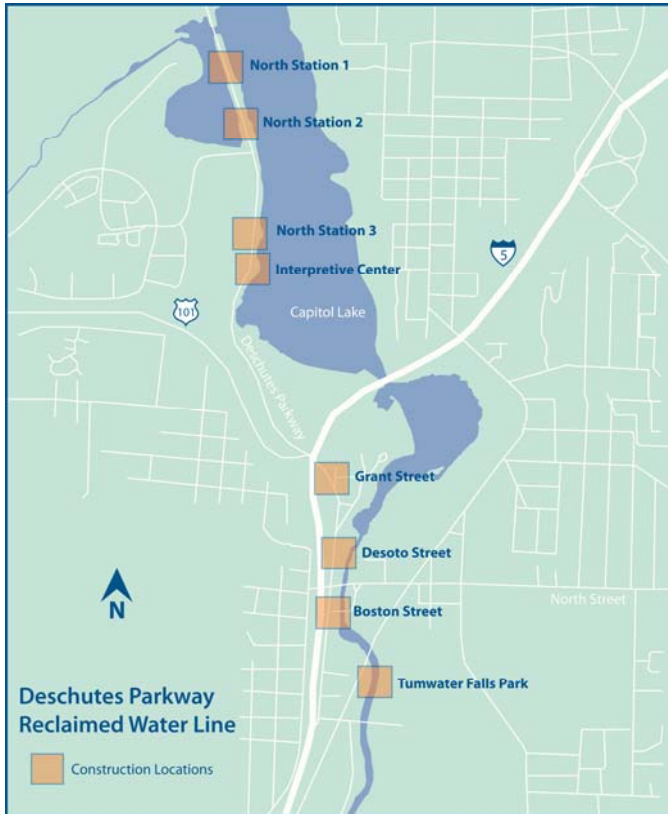 North Station 1
North Station 2
North Station 3
Interpretive Center
5
101
Capitol Lake
Deschutes Parkway
Grant Street
Desoto Street
N
North Street
Boston Street
Tumwater Falls Park
Deschutes Parkway
Reclaimed Water Line
Construction Locations